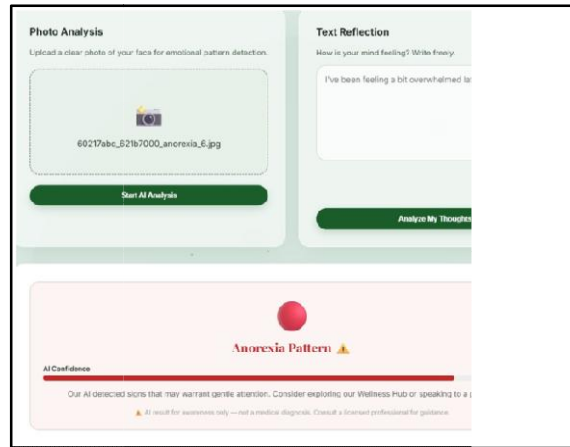 Photo Analysis
Upload a clear photo of your face for emotional pattern detection.
60217abc_621b7000_anorexia_6.jpg
Start AI Analysis
Text Reflection
How is your mind feeling? Write freely.
I've been feeling a bit overwhelmed
Analyze My Thoughts
Anorexia Pattern ⚠
AI Confidence
Our AI detected signs that may warrant gentle attention. Consider exploring our Wellness Hub or speaking to a
⚠ AI result for awareness only — not a medical diagnosis. Consult a licensed professional for guidance.